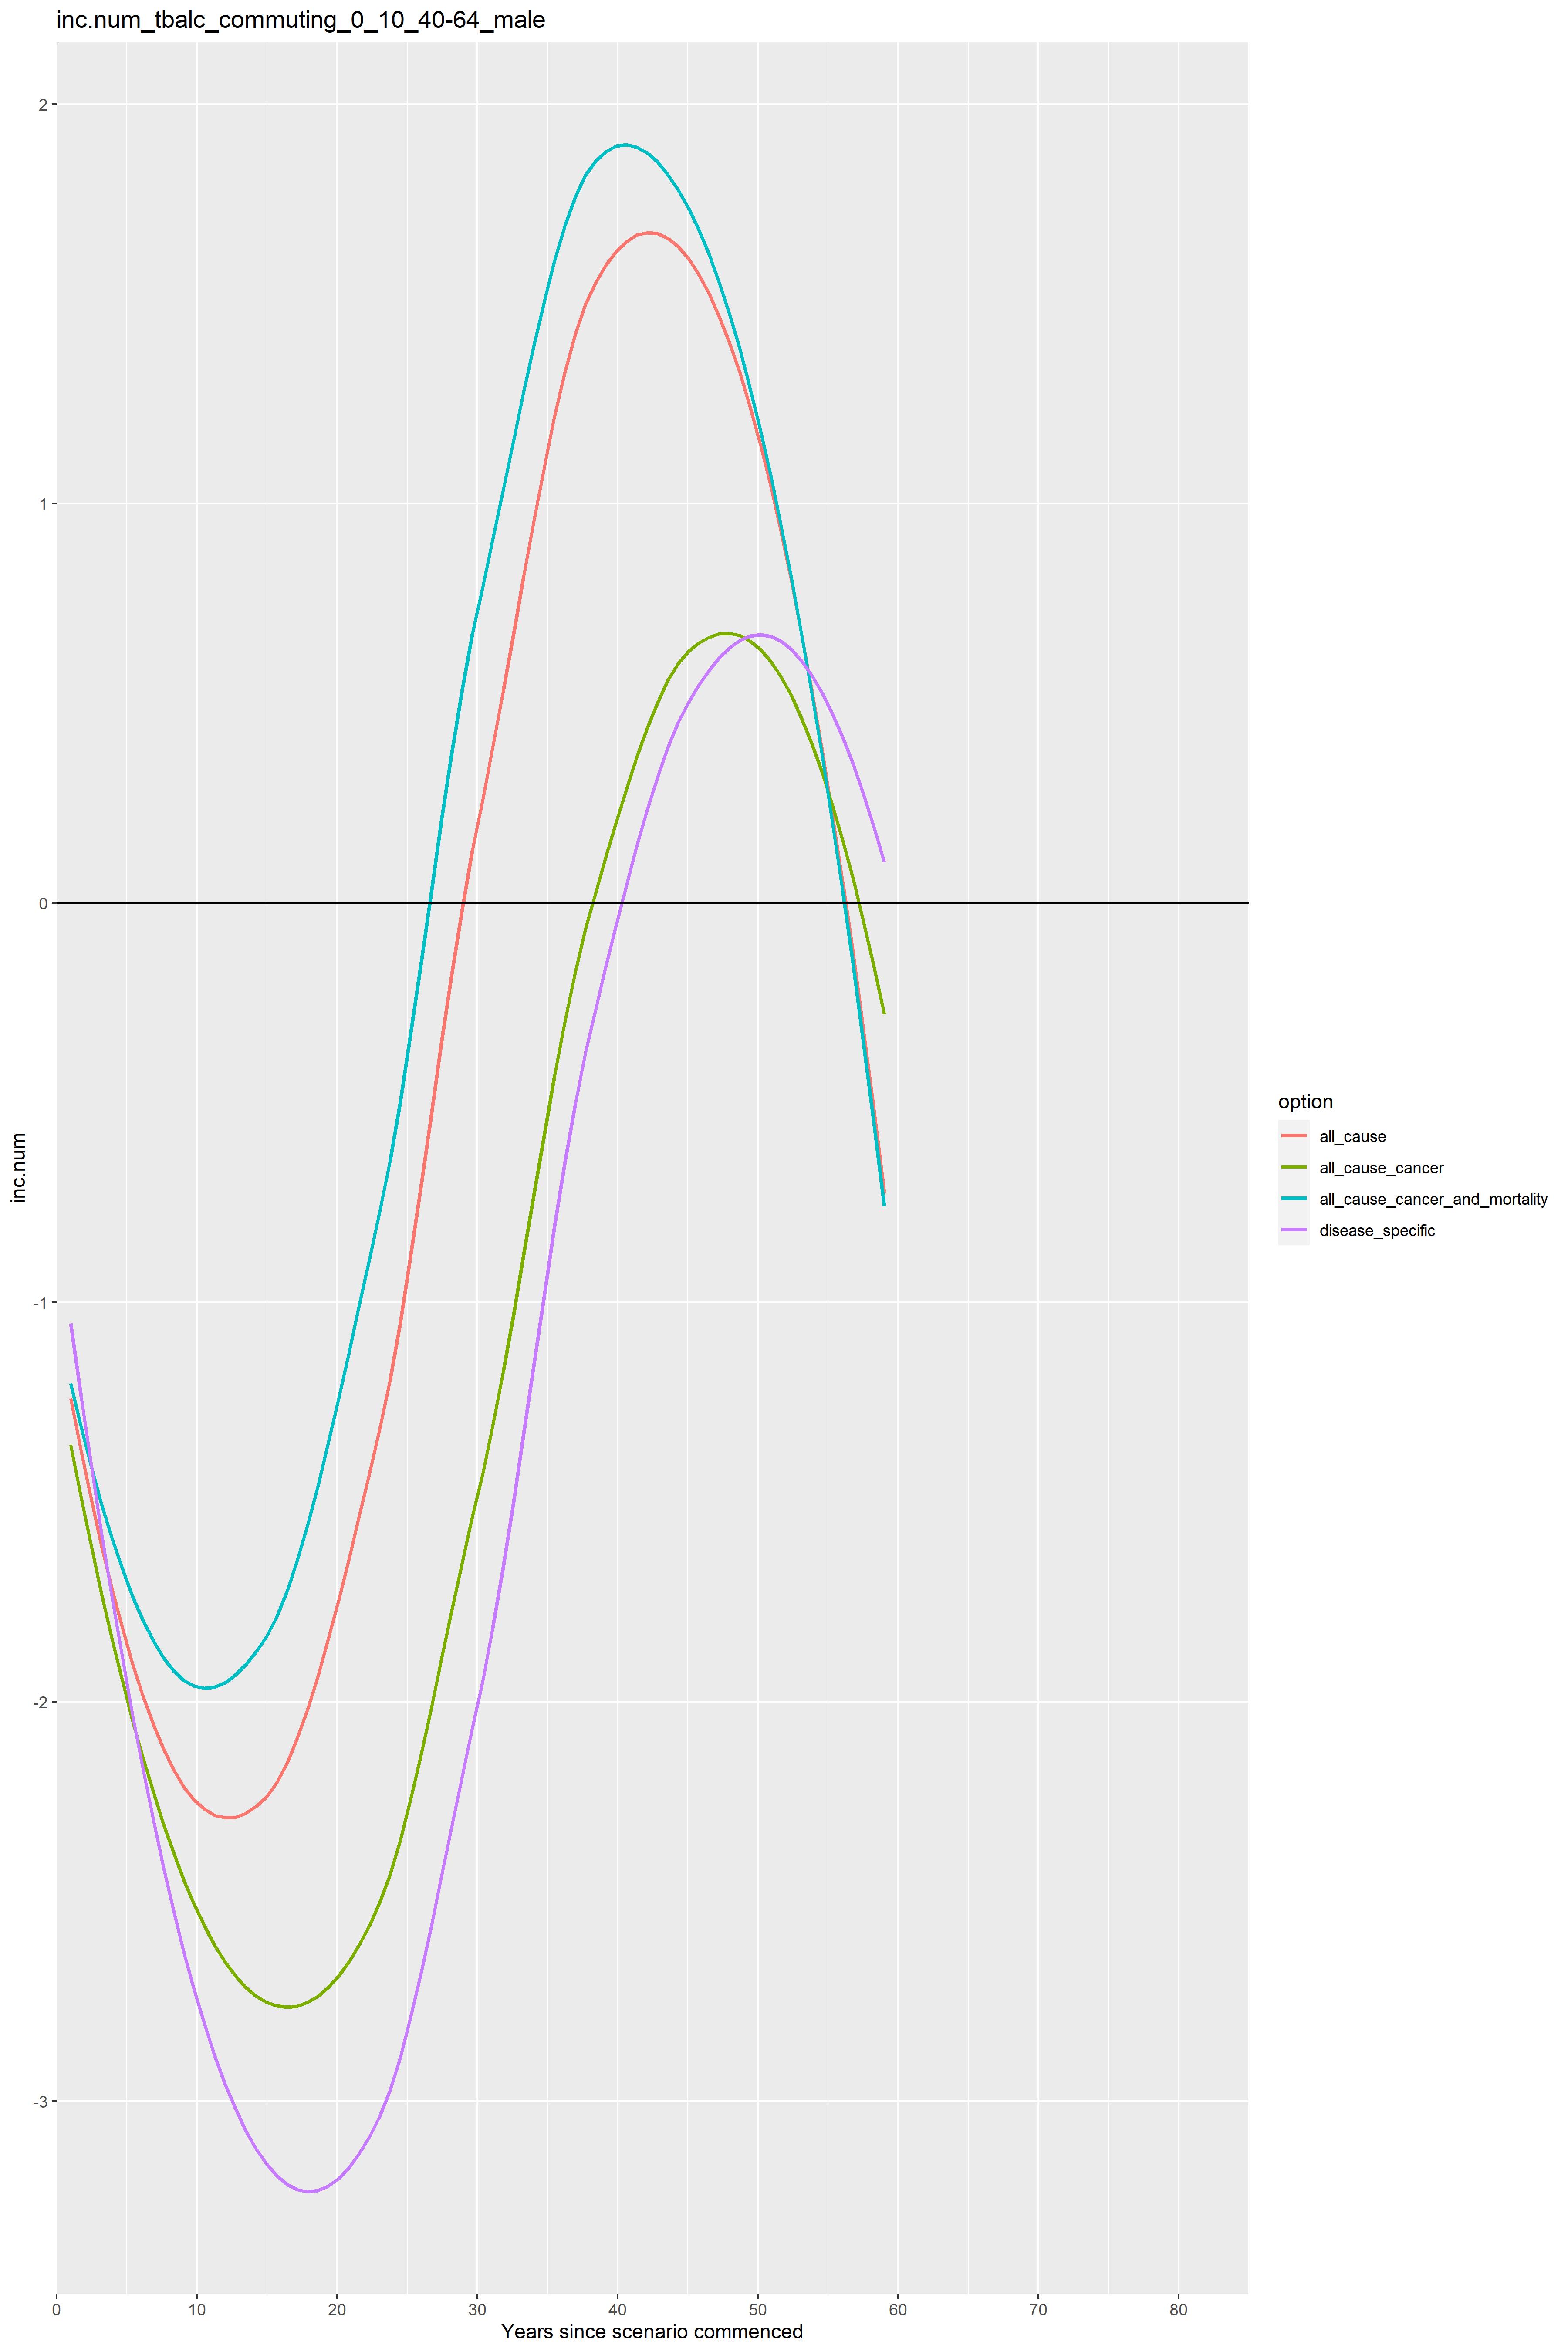 inc.num_tbalc_commuting_0_10_40-64_male
2
1
0
-1
-2
-3
inc.num
0 10 20 30 40 50 60 70 80
Years since scenario commenced
option
all_cause
all_cause_cancer
all_cause_cancer_and_mortality
disease_specific